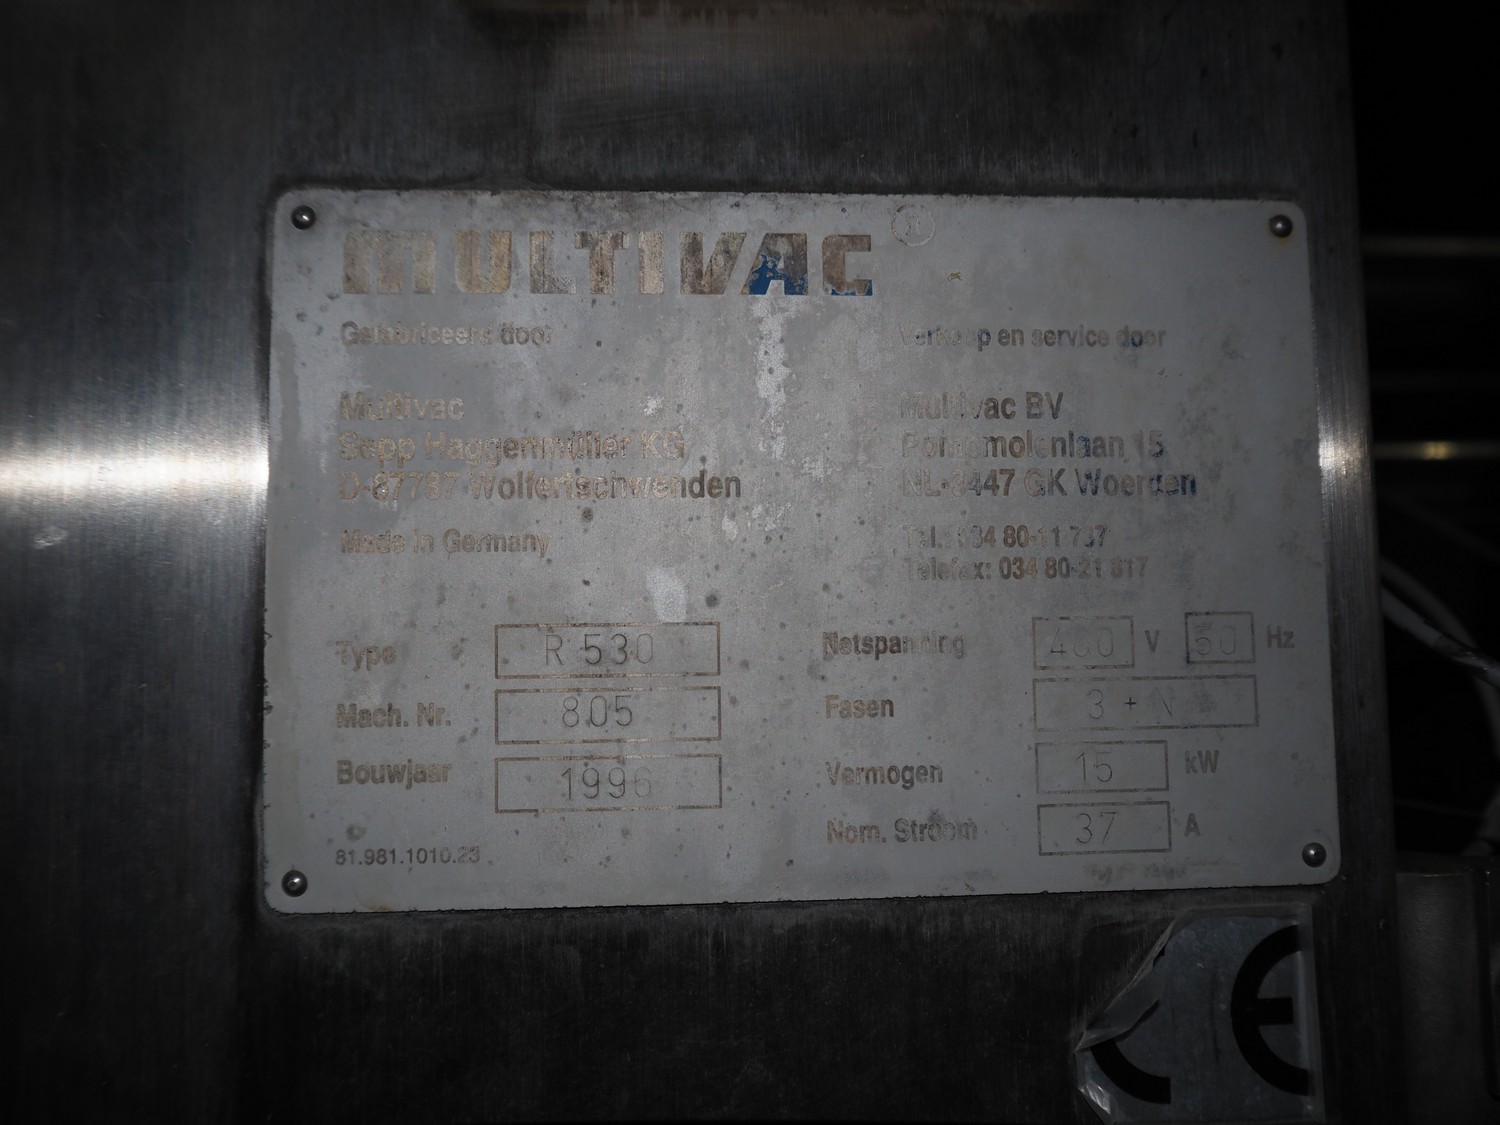 MULTIVAC
Gefabriceers door
Multivac
Sepp Haggenmüller KG
D-87787 Wolfertschwenden
Made in Germany
Verkoop en service door
Multivac BV
Pompmolenlaan 15
NL-3447 GK Woerden
Tel.: 034 80-11 737
Telefax: 034 80-21 817
Type R 530
Mach. Nr. 805
Bouwjaar 1996
81.981.1010.23
Netspanning 400 V 50 Hz
Fasen 3 + N
Vermogen 15 kW
Nom. Stroom 37 A
CE